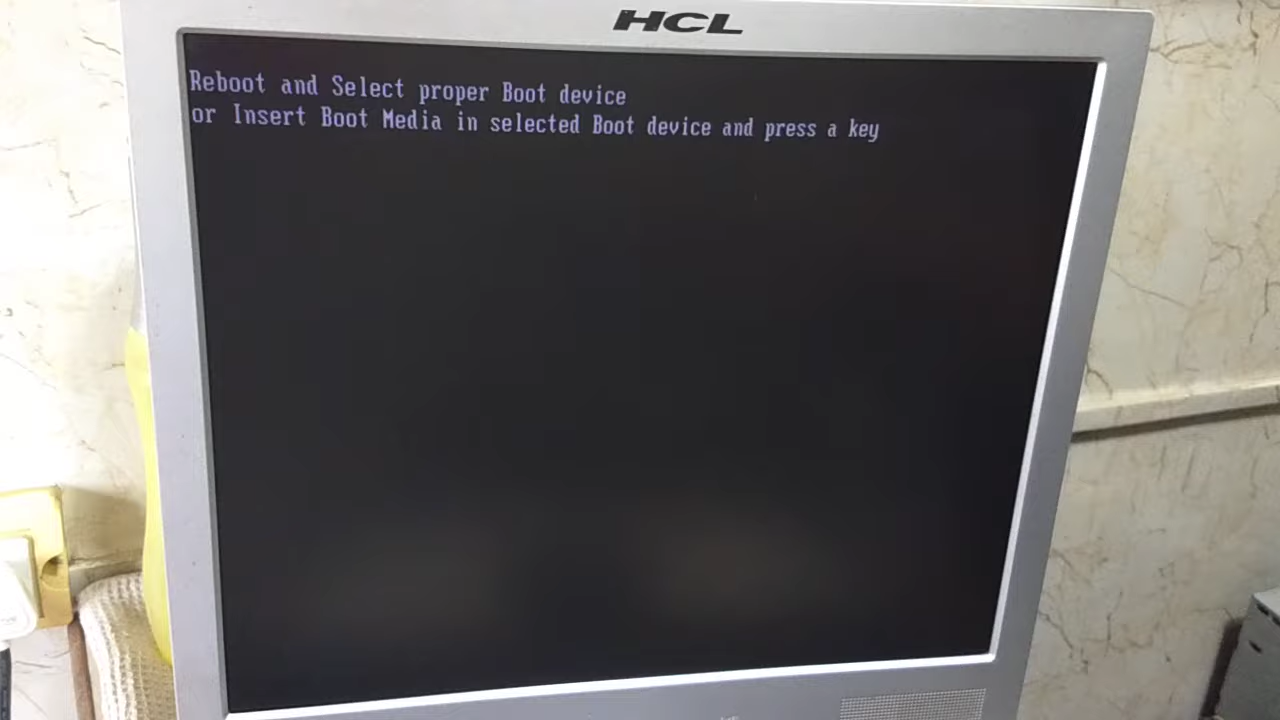 HCL
Reboot and Select proper Boot device
or Insert Boot Media in selected Boot device and press a key